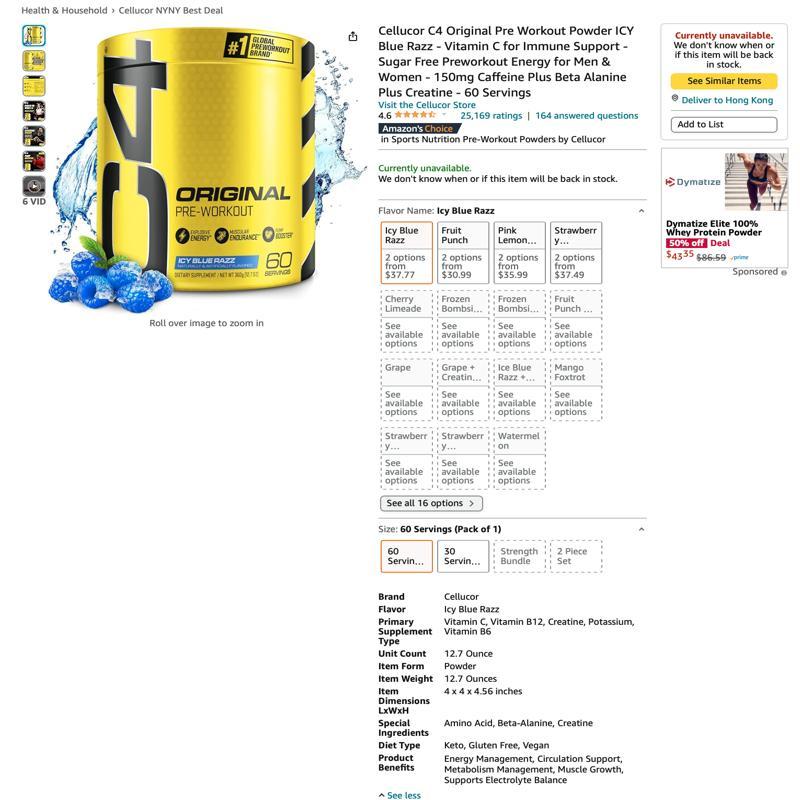 Health & Household › Cellucor NYNY Best Deal
6 VID
C4
#1 GLOBAL
PREWORKOUT
BRAND*
ORIGINAL
PRE-WORKOUT
EXPLOSIVE
ENERGY*
MUSCULAR
ENDURANCE*
PUMP
BOOSTER*
ICY BLUE RAZZ
NATURALLY & ARTIFICIALLY FLAVORED
60
SERVINGS
Roll over image to zoom in
Cellucor C4 Original Pre Workout Powder ICY
Blue Razz - Vitamin C for Immune Support -
Sugar Free Preworkout Energy for Men &
Women - 150mg Caffeine Plus Beta Alanine
Plus Creatine - 60 Servings
Visit the Cellucor Store
4.6 25,169 ratings | 164 answered questions
Amazon's Choice
in Sports Nutrition Pre-Workout Powders by Cellucor
Currently unavailable.
We don't know when or if this item will be back in stock.
Flavor Name: Icy Blue Razz
Icy Blue
Razz
2 options
from
$37.77
Fruit
Punch
2 options
from
$30.99
Pink
Lemon...
2 options
from
$35.99
Strawberr
y...
2 options
from
$37.49
Cherry
Limeade
See
available
options
Frozen
Bombsi...
See
available
options
Frozen
Bombsi...
See
available
options
Fruit
Punch ...
See
available
options
Grape
See
available
options
Grape +
Creatin...
See
available
options
Ice Blue
Razz +...
See
available
options
Mango
Foxtrot
See
available
options
Strawberr
y...
See
available
options
Strawberr
y...
See
available
options
Watermel
on
See
available
options
See all 16 options
Size: 60 Servings (Pack of 1)
60
Servin...
30
Servin...
Strength
Bundle
2 Piece
Set
Brand Cellucor
Flavor Icy Blue Razz
Primary Supplement Type Vitamin C, Vitamin B12, Creatine, Potassium,
Vitamin B6
Unit Count 12.7 Ounce
Item Form Powder
Item Weight 12.7 Ounces
Item Dimensions LxWxH 4 x 4 x 4.56 inches
Special Ingredients Amino Acid, Beta-Alanine, Creatine
Diet Type Keto, Gluten Free, Vegan
Product Benefits Energy Management, Circulation Support,
Metabolism Management, Muscle Growth,
Supports Electrolyte Balance
See less
Currently unavailable.
We don't know when or
if this item will be back
in stock.
See Similar Items
Deliver to Hong Kong
Add to List
Dymatize
Dymatize Elite 100%
Whey Protein Powder
50% off Deal
$43.35 $86.59 prime
Sponsored